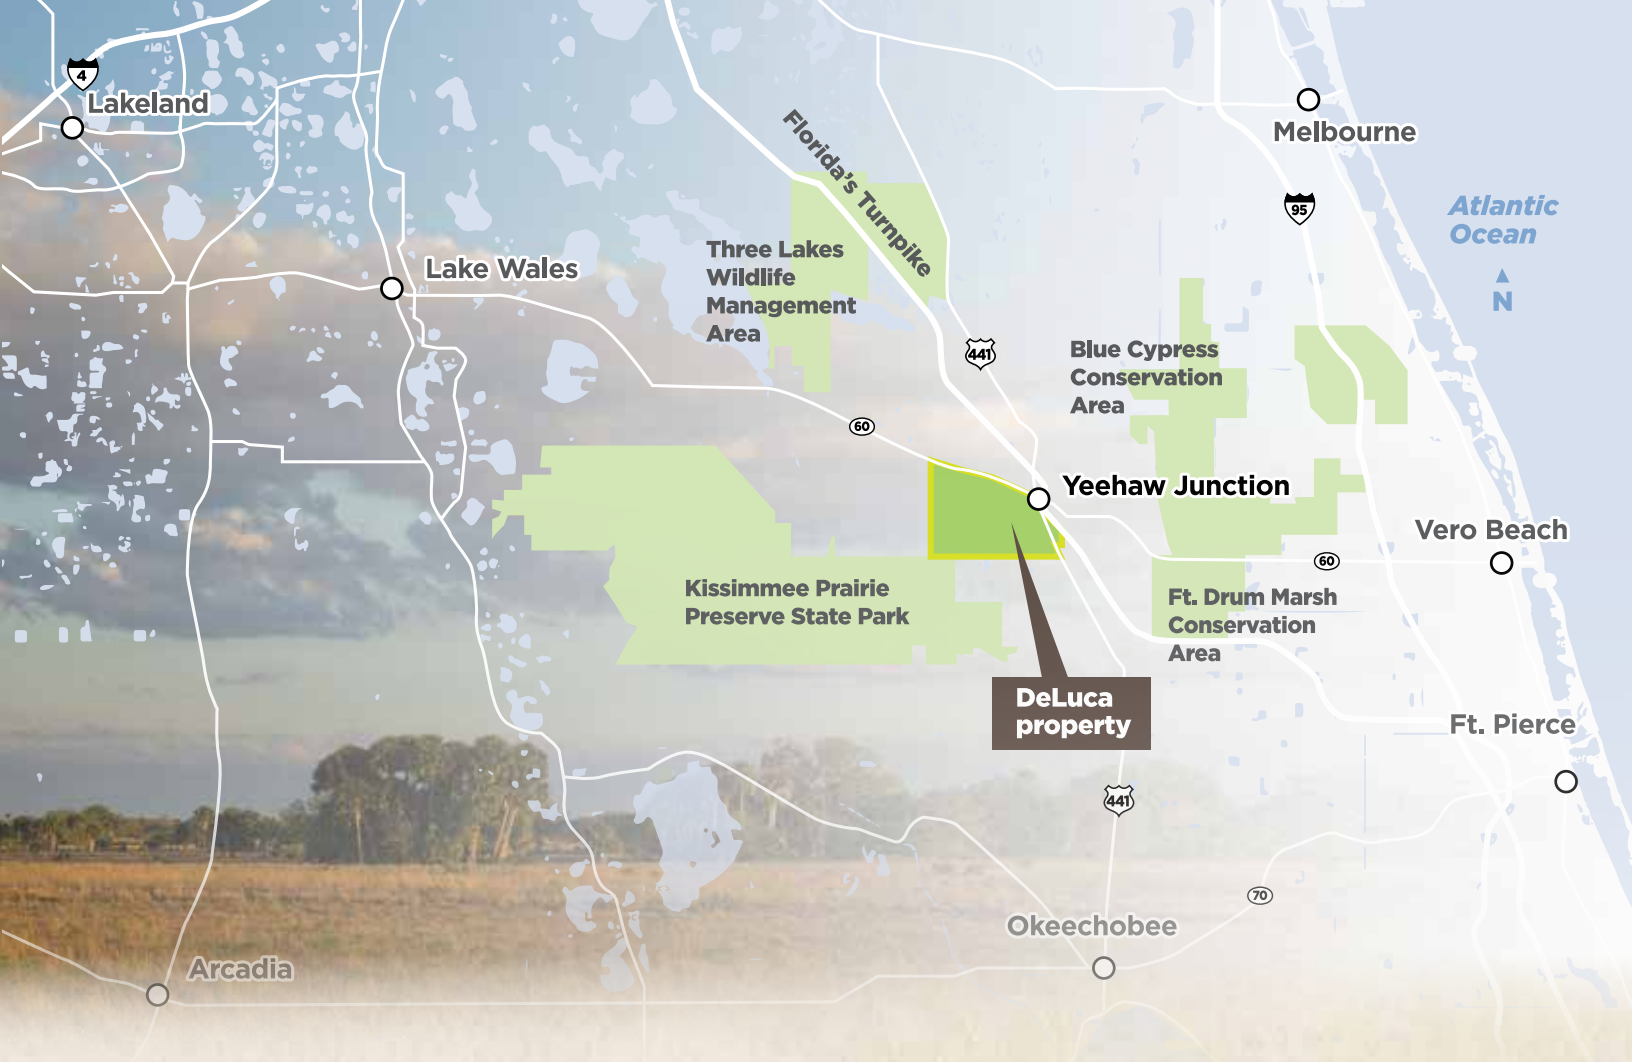 4
Lakeland
Melbourne
Florida's Turnpike
95
Atlantic
Ocean
N
Three Lakes
Wildlife
Management
Area
Lake Wales
441
Blue Cypress
Conservation
Area
60
Yeehaw Junction
Vero Beach
60
Kissimmee Prairie
Preserve State Park
Ft. Drum Marsh
Conservation
Area
DeLuca
property
Ft. Pierce
441
70
Okeechobee
Arcadia